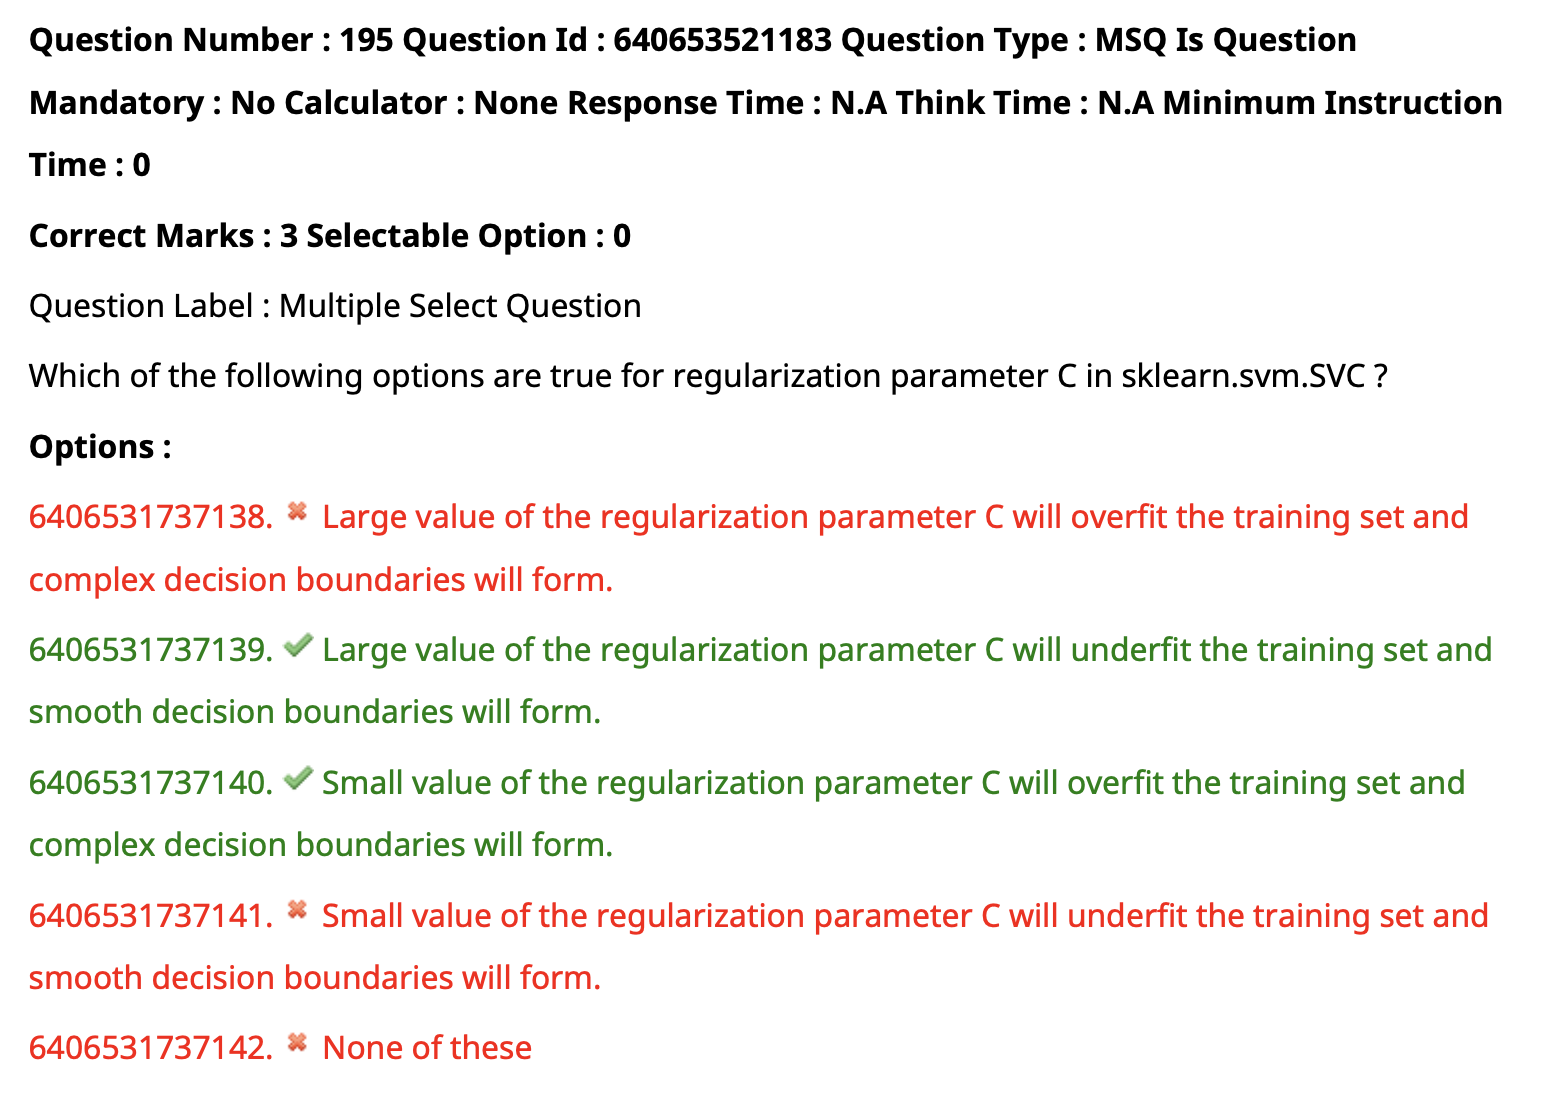 Question Number : 195 Question Id : 640653521183 Question Type : MSQ Is Question
Mandatory : No Calculator : None Response Time : N.A Think Time : N.A Minimum Instruction
Time : 0
Correct Marks : 3 Selectable Option : 0
Question Label : Multiple Select Question
Which of the following options are true for regularization parameter C in sklearn.svm.SVC ?
Options :
6406531737138. ✖ Large value of the regularization parameter C will overfit the training set and
complex decision boundaries will form.
6406531737139. ✔ Large value of the regularization parameter C will underfit the training set and
smooth decision boundaries will form.
6406531737140. ✔ Small value of the regularization parameter C will overfit the training set and
complex decision boundaries will form.
6406531737141. ✖ Small value of the regularization parameter C will underfit the training set and
smooth decision boundaries will form.
6406531737142. ✖ None of these